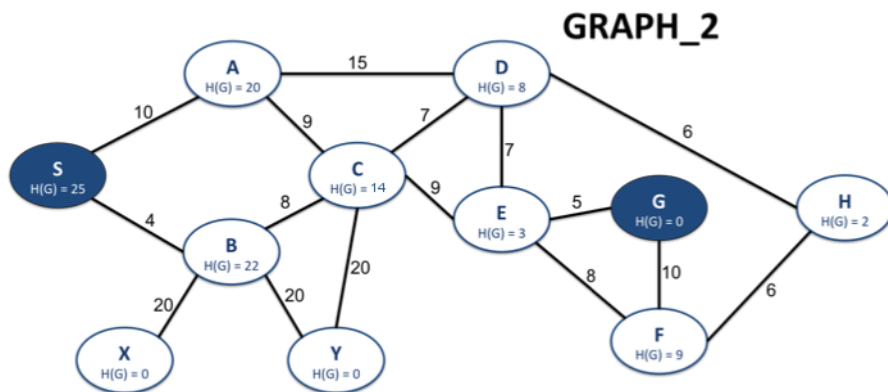 GRAPH_2
A
H(G) = 20
15
D
H(G) = 8
10
9
7
6
S
H(G) = 25
C
H(G) = 14
7
8
9
5
G
H(G) = 0
H
H(G) = 2
4
B
H(G) = 22
E
H(G) = 3
20
20
20
8
10
6
X
H(G) = 0
Y
H(G) = 0
F
H(G) = 9